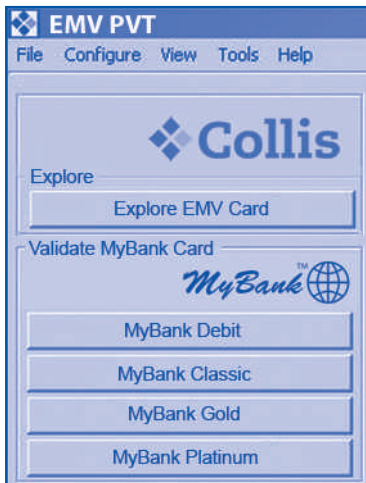 EMV PVT
File Configure View Tools Help
Collis
Explore
Explore EMV Card
Validate MyBank Card
MyBank™
MyBank Debit
MyBank Classic
MyBank Gold
MyBank Platinum